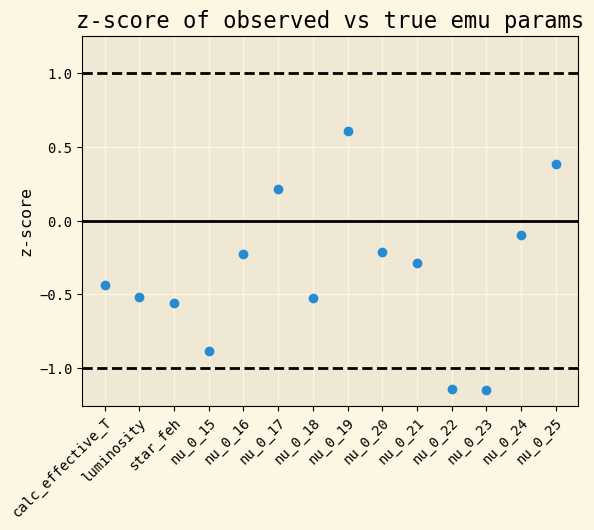 z-score of observed vs true emu params
z-score
1.0
0.5
0.0
−0.5
−1.0
calc_effective_T
luminosity
star_feh
nu_0_15
nu_0_16
nu_0_17
nu_0_18
nu_0_19
nu_0_20
nu_0_21
nu_0_22
nu_0_23
nu_0_24
nu_0_25